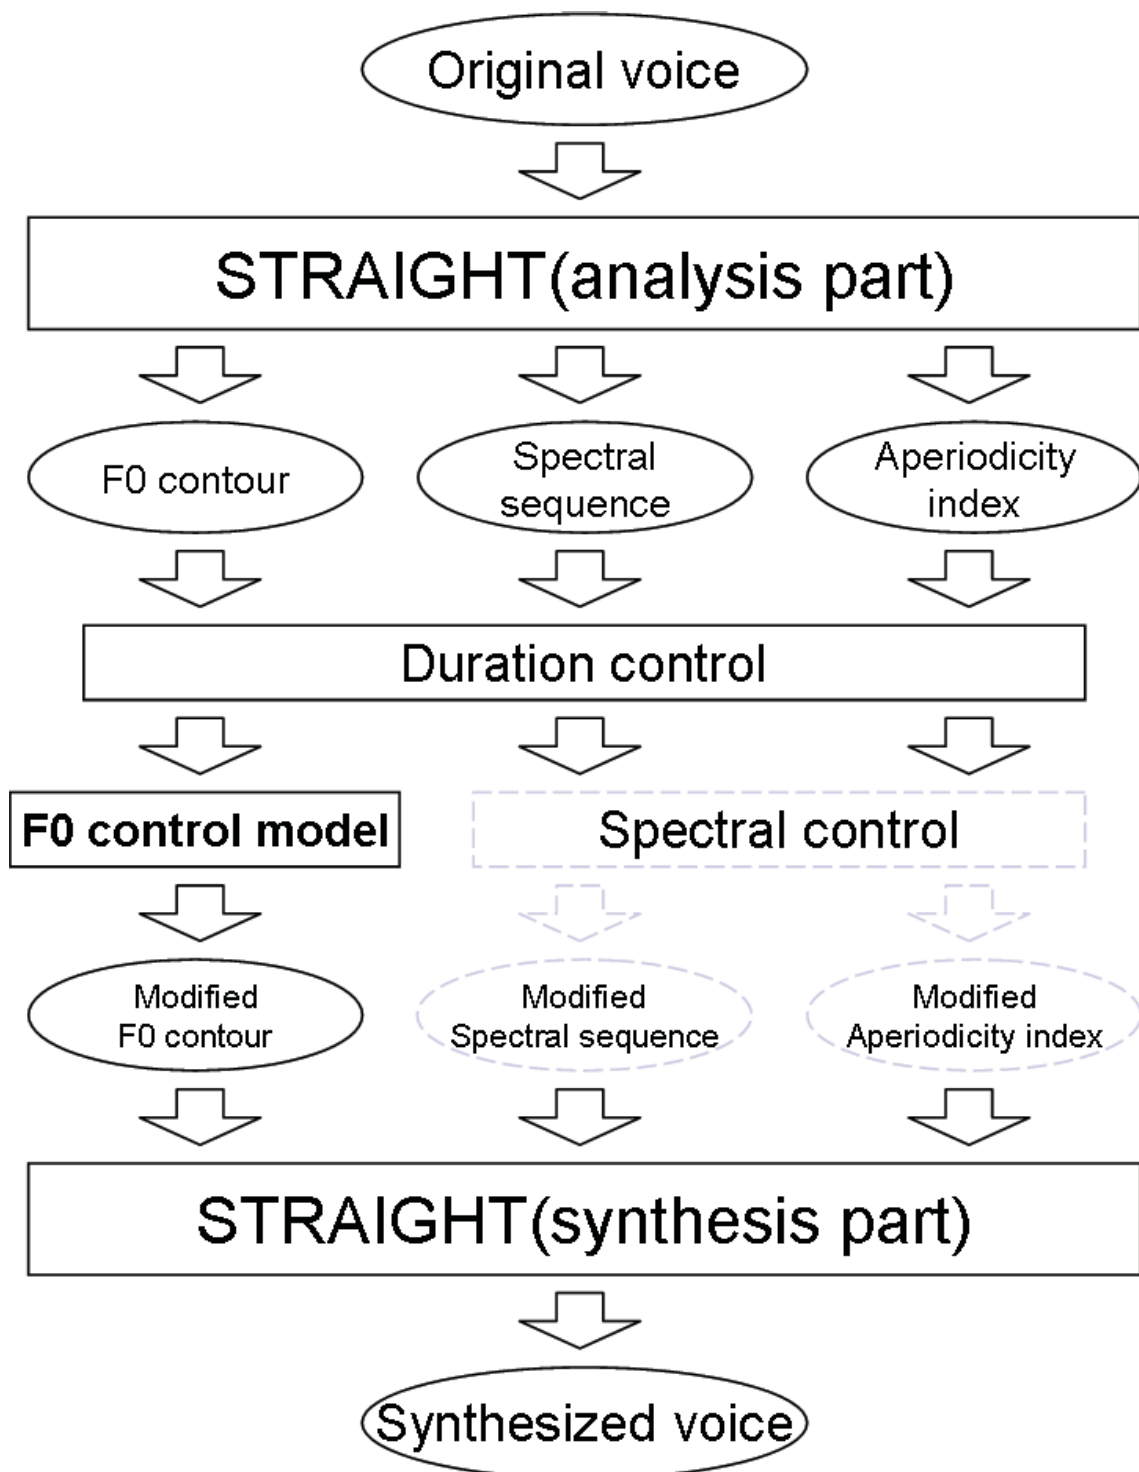 Original voice
STRAIGHT(analysis part)
F0 contour
Spectral
sequence
Aperiodicity
index
Duration control
F0 control model
Spectral control
Modified
F0 contour
Modified
Spectral sequence
Modified
Aperiodicity index
STRAIGHT(synthesis part)
Synthesized voice